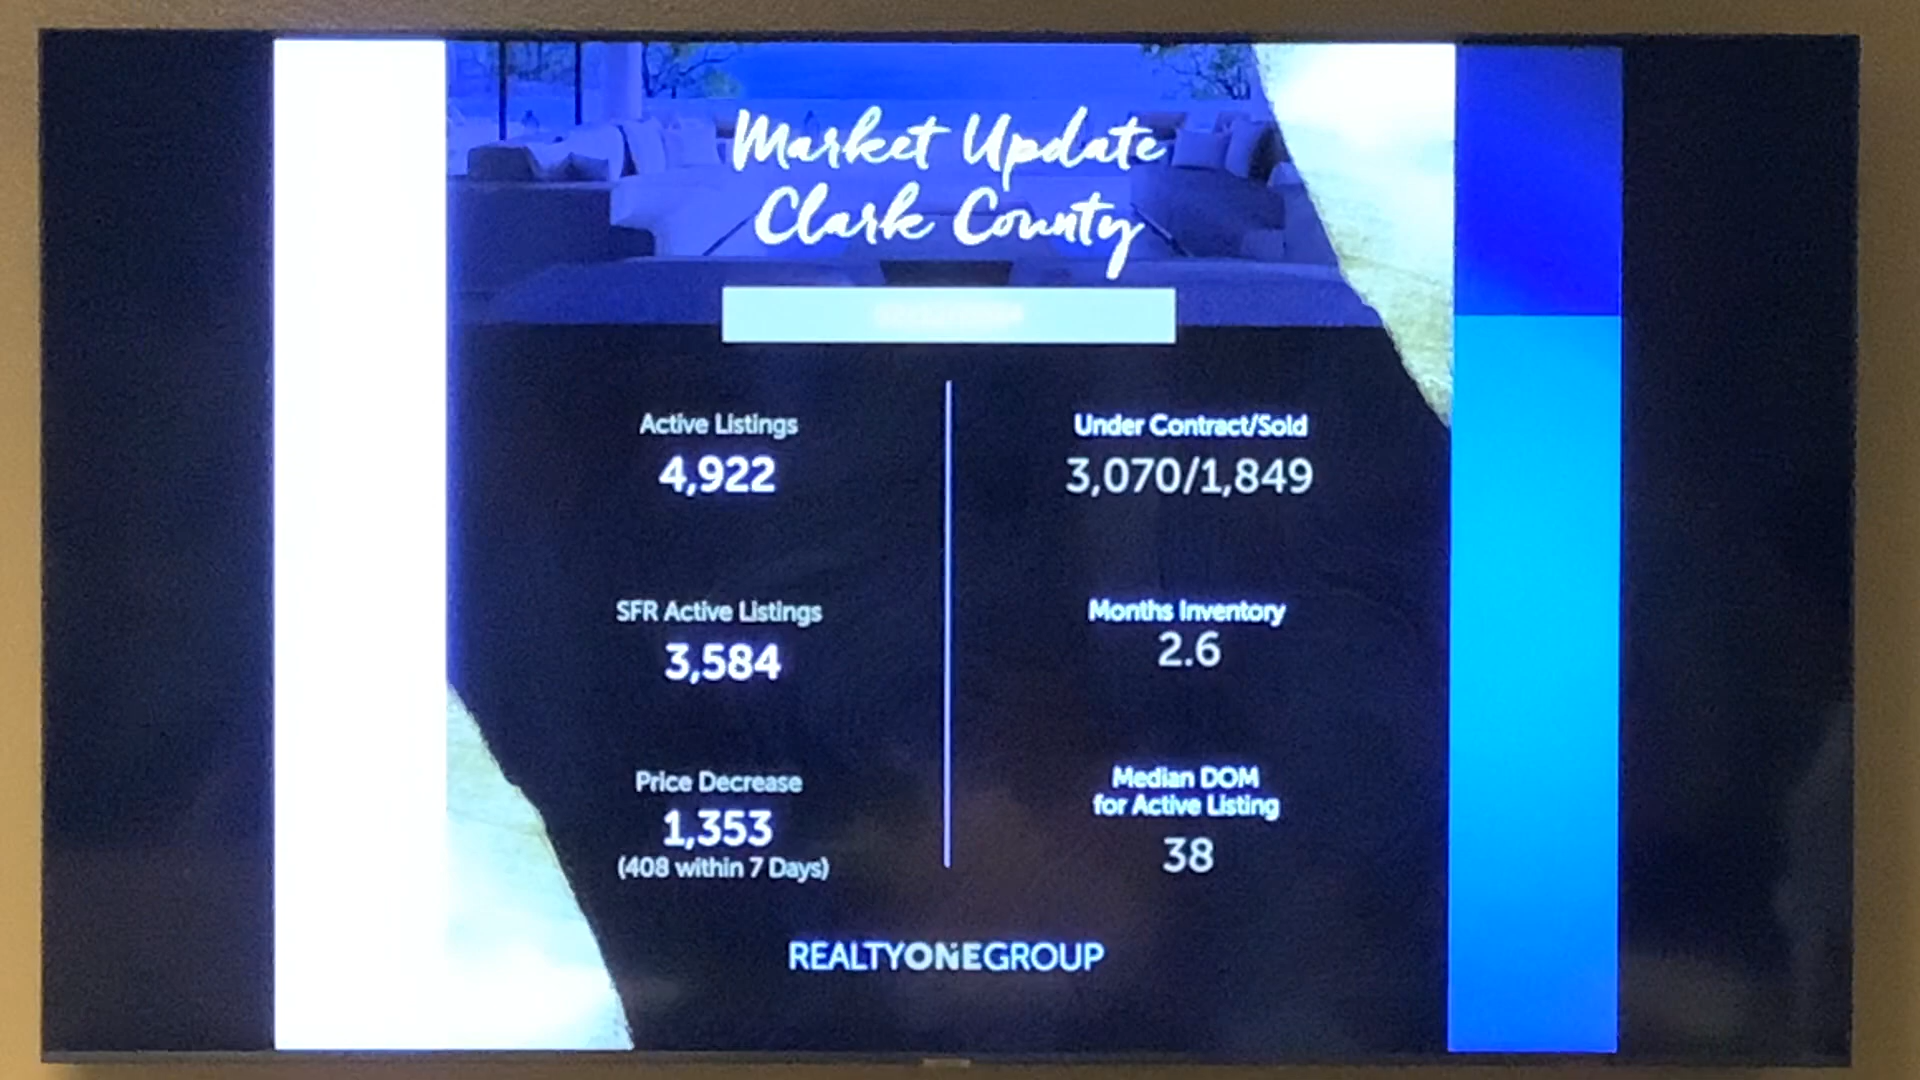 Market Update
Clark County
Active Listings
4,922
SFR Active Listings
3,584
Price Decrease
1,353
(408 within 7 Days)
Under Contract/Sold
3,070/1,849
Months Inventory
2.6
Median DOM
for Active Listing
38
REALTYONEGROUP